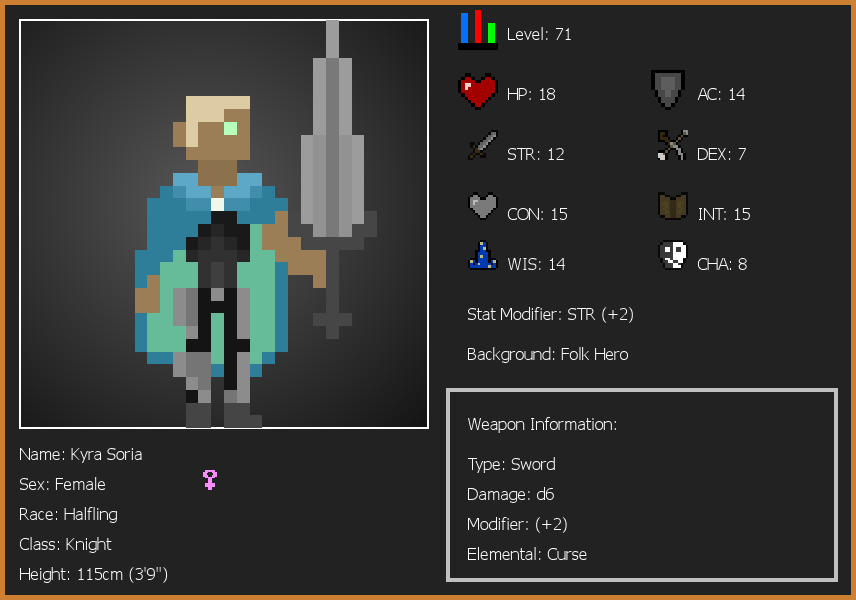 Level: 71
HP: 18
AC: 14
STR: 12
DEX: 7
CON: 15
INT: 15
WIS: 14
CHA: 8
Stat Modifier: STR (+2)
Background: Folk Hero
Weapon Information:
Type: Sword
Damage: d6
Modifier: (+2)
Elemental: Curse
Name: Kyra Soria
Sex: Female
Race: Halfling
Class: Knight
Height: 115cm (3'9")